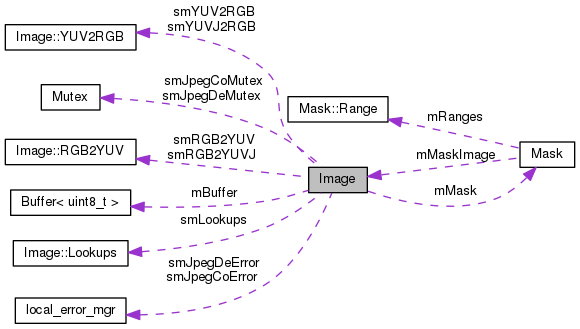 smYUV2RGB
smYUVJ2RGB
Image::YUV2RGB
smJpegCoMutex
smJpegDeMutex
Mutex
Mask::Range
mRanges
smRGB2YUV
smRGB2YUVJ
Image::RGB2YUV
mMaskImage
Mask
Image
mMask
mBuffer
Buffer< uint8_t >
smLookups
Image::Lookups
smJpegDeError
smJpegCoError
local_error_mgr